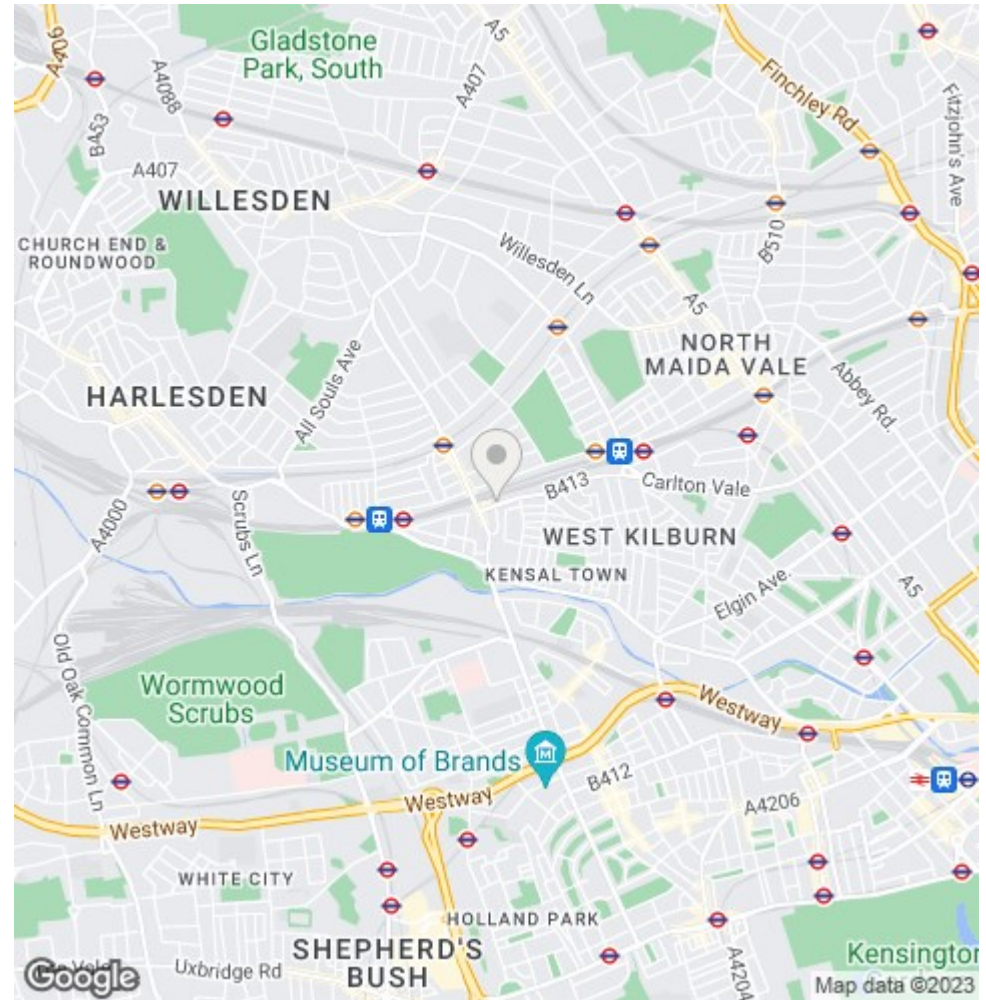 Gladstone
Park, South
A5
A406
A4088
A407
Finchley Rd
Fitzjohn's Ave
B453
A407
WILLESDEN
CHURCH END &
ROUNDWOOD
Willesden Ln
B510
A5
NORTH
MAIDA VALE
All Souls Ave
Abbey Rd.
HARLESDEN
B413
Carlton Vale
A4000
Scrubs Ln
WEST KILBURN
KENSAL TOWN
Elgin Ave.
A5
Old Oak Common Ln
Wormwood
Scrubs
Westway
Museum of Brands
M
B412
Westway
A4206
Westway
WHITE CITY
HOLLAND PARK
SHEPHERD'S
BUSH
Uxbridge Rd
A4204
Kensington
Google
Map data ©2023